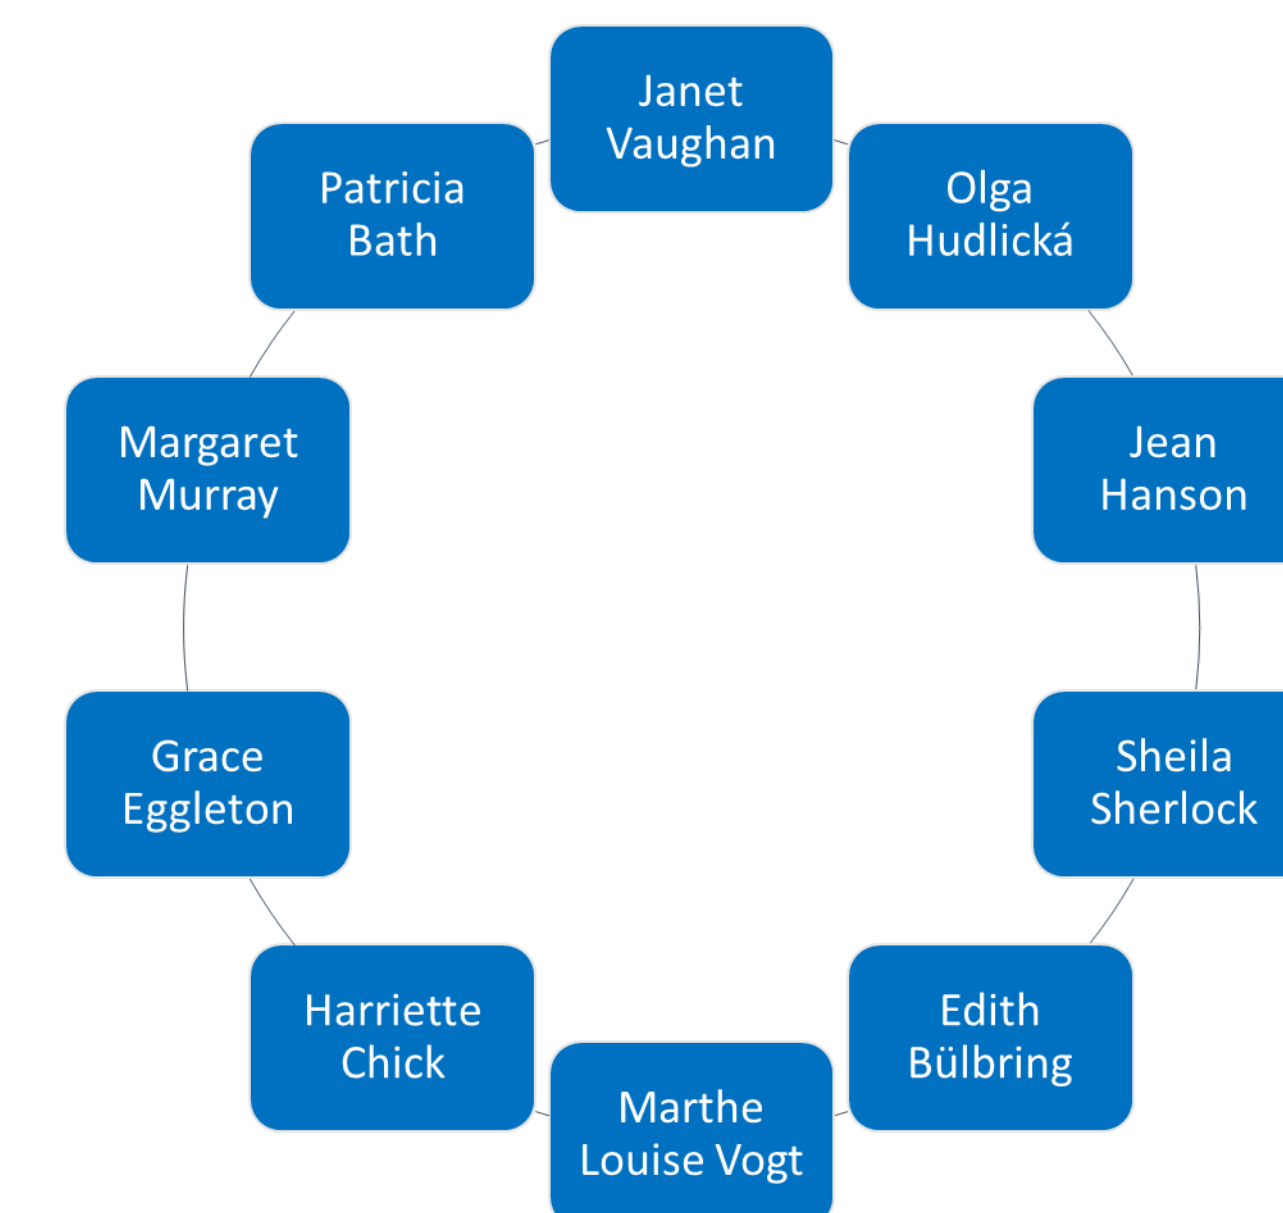 Janet
Vaughan
Olga
Hudlická
Jean
Hanson
Sheila
Sherlock
Edith
Bülbring
Marthe
Louise Vogt
Harriette
Chick
Grace
Eggleton
Margaret
Murray
Patricia
Bath